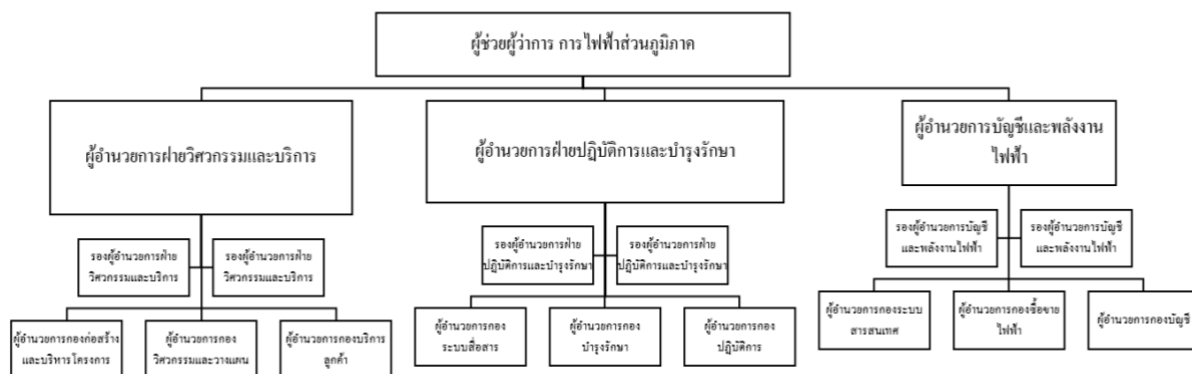 ผู้ช่วยผู้ว่าการ การไฟฟ้าส่วนภูมิภาค
ผู้อำนวยการฝ่ายวิศวกรรมและบริการ
ผู้อำนวยการฝ่ายปฏิบัติการและบำรุงรักษา
ผู้อำนวยการบัญชีและพลังงาน
ไฟฟ้า
รองผู้อำนวยการฝ่าย
วิศวกรรมและบริการ
รองผู้อำนวยการฝ่าย
วิศวกรรมและบริการ
รองผู้อำนวยการฝ่าย
ปฏิบัติการและบำรุงรักษา
รองผู้อำนวยการฝ่าย
ปฏิบัติการและบำรุงรักษา
รองผู้อำนวยการบัญชี
และพลังงานไฟฟ้า
รองผู้อำนวยการบัญชี
และพลังงานไฟฟ้า
ผู้อำนวยการกองก่อสร้าง
และบริหารโครงการ
ผู้อำนวยการกอง
วิศวกรรมและวางแผน
ผู้อำนวยการกองบริการ
ลูกค้า
ผู้อำนวยการกอง
ระบบสื่อสาร
ผู้อำนวยการกอง
บำรุงรักษา
ผู้อำนวยการกอง
ปฏิบัติการ
ผู้อำนวยการกองระบบ
สารสนเทศ
ผู้อำนวยการกองซื้อขาย
ไฟฟ้า
ผู้อำนวยการกองบัญชี